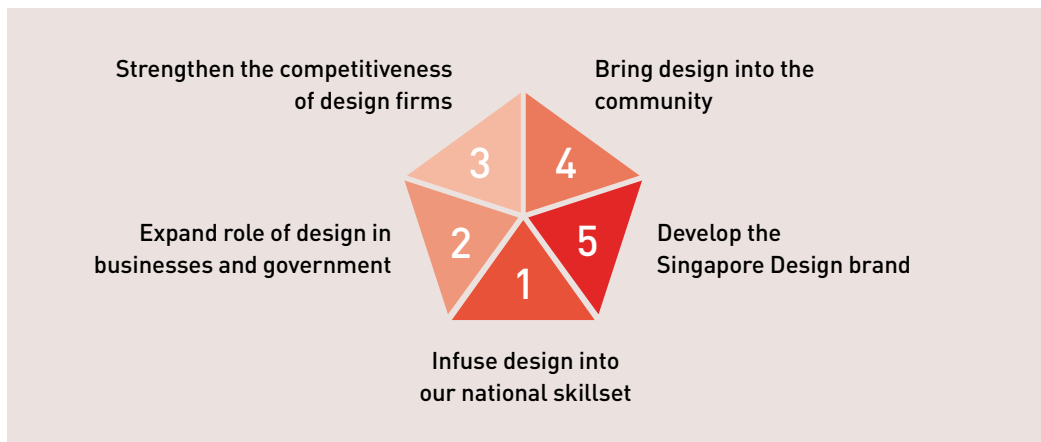 Strengthen the competitiveness
of design firms
Bring design into the
community
3
4
Expand role of design in
businesses and government
2
5
Develop the
Singapore Design brand
1
Infuse design into
our national skillset